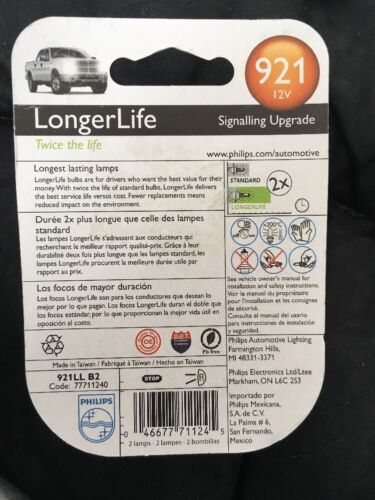 921
12V
LongerLife
Twice the life
Signalling Upgrade
www.philips.com/automotive
Longest lasting lamps
LongerLife bulbs are for drivers who want the best value for their
money. With twice the life of standard bulbs, LongerLife delivers
the best service life versus cost. Fewer replacements means
reduced impact on the environment.
STANDARD
LONGERLIFE
2x
Durée 2x plus longue que celle des lampes
standard
Les lampes LongerLife s'adressent aux conducteurs qui
recherchent le meilleur rapport qualité-prix. Grâce à leur
durabilité deux fois plus longue que les lampes standard, les
lampes LongerLife procurent la meilleure durée utile par
rapport au prix.
Los focos de mayor duración
Los focos LongerLife son para los conductores que desean lo
mejor por lo que pagan. Los focos LongerLife duran el doble que
los focos estándar, por lo que proporcionan la mejor vida útil en
oposición al costo.
See vehicle owner's manual for
installation and safety instructions.
Voir le manuel du propriétaire
pour l'installation et les consignes
de sécurité.
Consulte el manual del usario
para instrucciones de instalación
y seguridad.
D.O.T.
Pb free
Made in Taiwan / Fabriqué à Taiwan / Hecho en Taiwan
921LL B2
Code: 77711240
STOP
PHILIPS
0 46677 71124 5
2 lamps - 2 lampes - 2 bombillas
Philips Automotive Lighting
Farmington Hills,
MI 48331-3371
Philips Electronics Ltd/Ltee
Markham, ON L6C 2S3
Importado por
Philips Mexicana,
S.A. de C.V.
La Palma # 6,
San Fernando,
Mexico